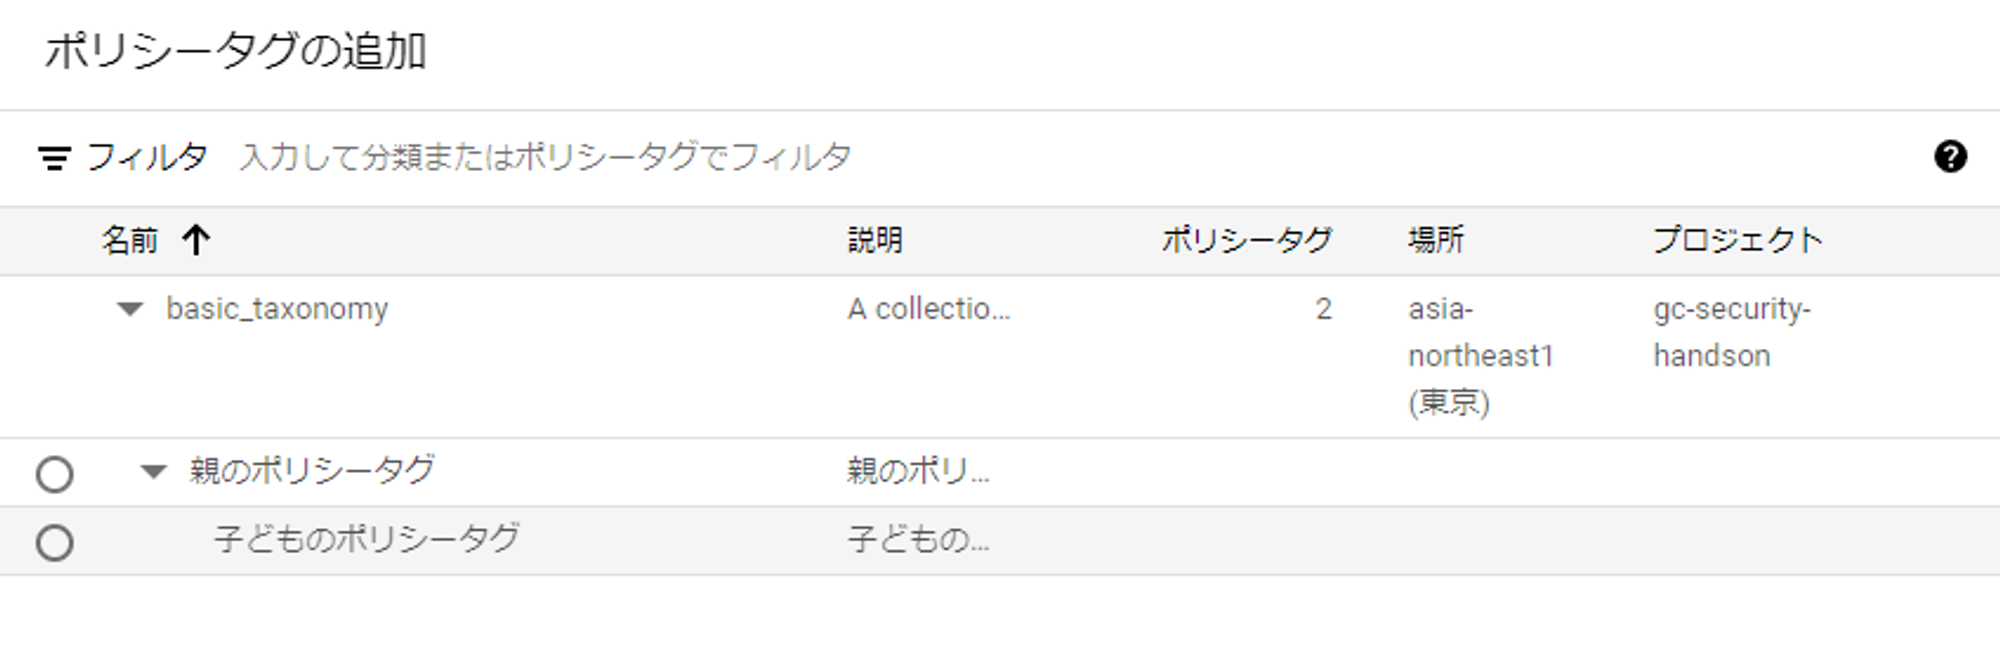 ポリシータグの追加
フィルタ 入力して分類またはポリシータグでフィルタ
名前 説明 ポリシータグ 場所 プロジェクト
basic_taxonomy A collectio... 2 asia- gc-security-
northeast1 handson
(東京)
親のポリシータグ 親のポリ...
子どものポリシータグ 子どもの...